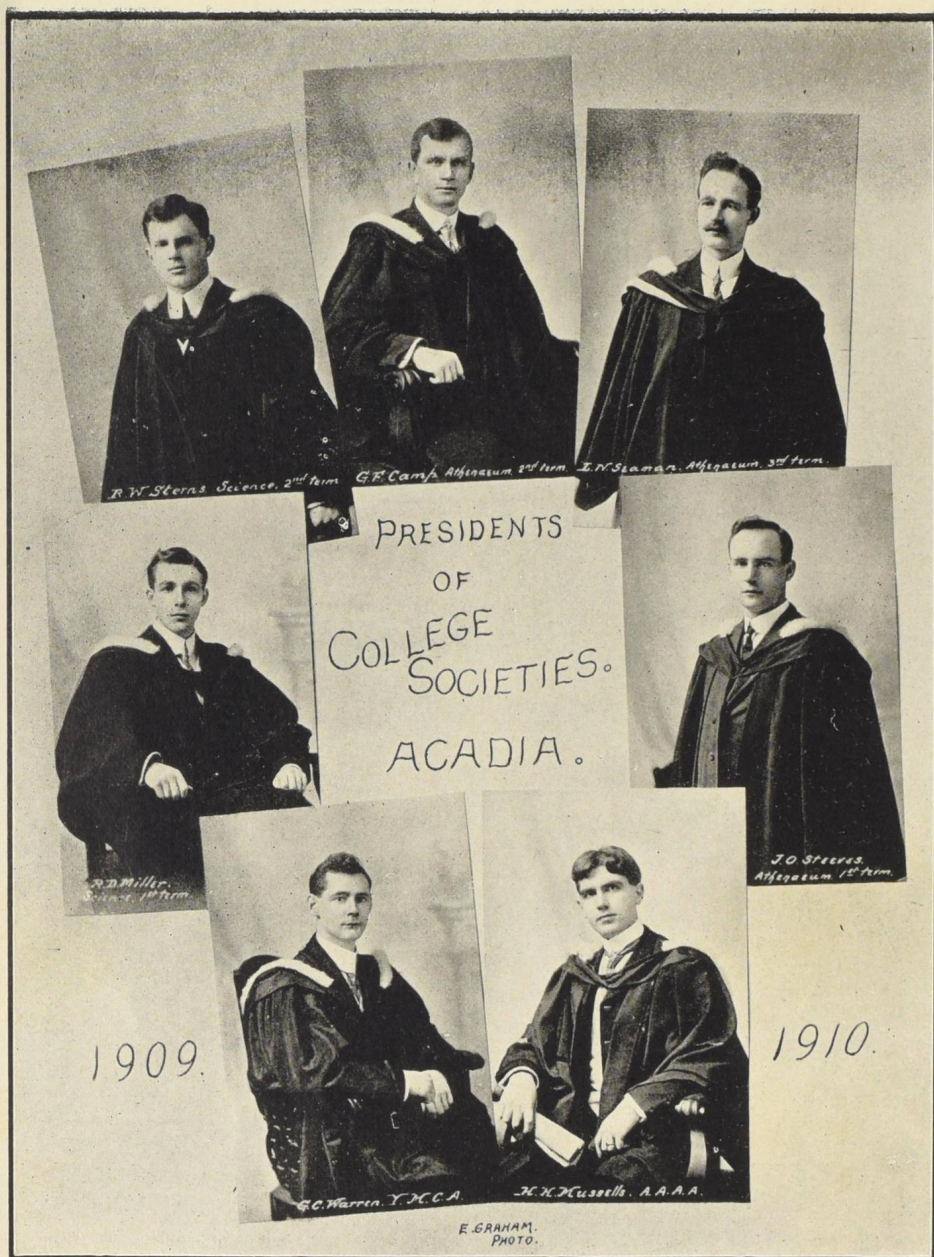 R.W. Sterns. Science. 2nd term
G.F. Camp. Athenaeum. 2nd term.
I.N. Seaman. Athenaeum. 3rd term.
PRESIDENTS
OF
COLLEGE
SOCIETIES.
ACADIA.
R.D. Miller.
Science, 1st term
J.O. Steeves.
Athenaeum 1st term.
1909.
1910.
G.C. Warren. Y.M.C.A.
H.H. Mussells. A.A.A.A.
E. GRAHAM.
PHOTO.